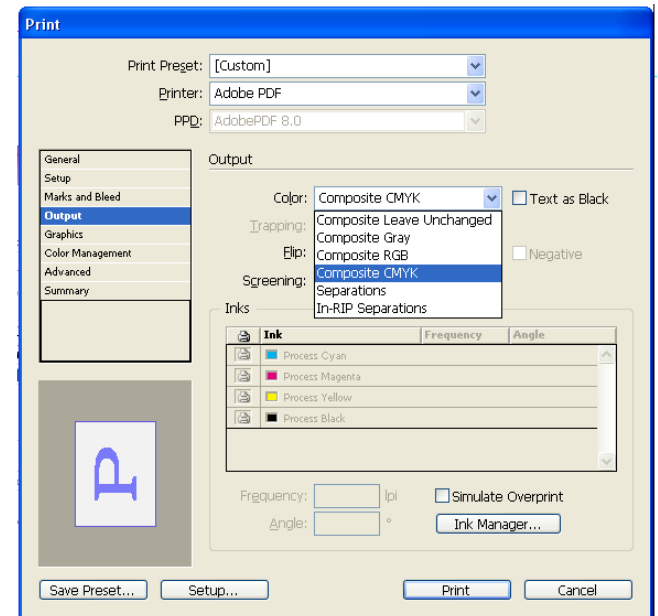 Print
Print Preset: [Custom]
Printer: Adobe PDF
PPD: AdobePDF 8.0
General
Setup
Marks and Bleed
Output
Graphics
Color Management
Advanced
Summary
Output
Color: Composite CMYK Text as Black
Composite Leave Unchanged
Composite Gray
Composite RGB
Composite CMYK
Separations
In-RIP Separations
Trapping:
Flip: Negative
Screening:
Inks
Ink Frequency Angle
Process Cyan
Process Magenta
Process Yellow
Process Black
Frequency: lpi Simulate Overprint
Angle: ° Ink Manager...
P
Save Preset... Setup... Print Cancel